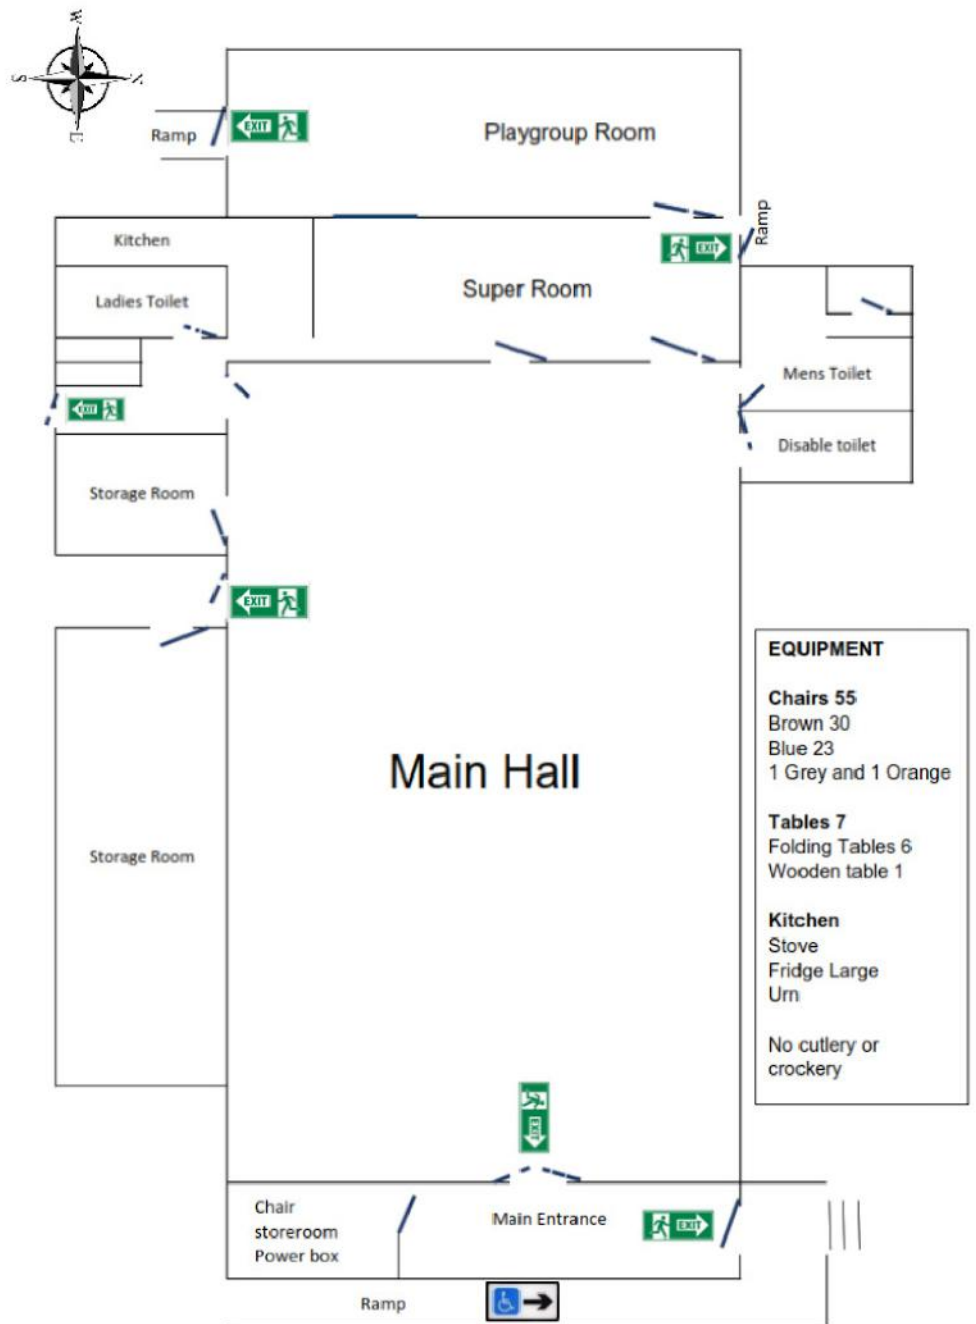 W
S
N
E
EXIT
Ramp
Playgroup Room
Ramp
Kitchen
EXIT
Super Room
Ladies Toilet
Mens Toilet
EXIT
Disable toilet
Storage Room
EXIT
EQUIPMENT
Chairs 55
Brown 30
Blue 23
1 Grey and 1 Orange
Tables 7
Folding Tables 6
Wooden table 1
Kitchen
Stove
Fridge Large
Urn
No cutlery or
crockery
Main Hall
Storage Room
EXIT
Chair
storeroom
Power box
Main Entrance
EXIT
Ramp